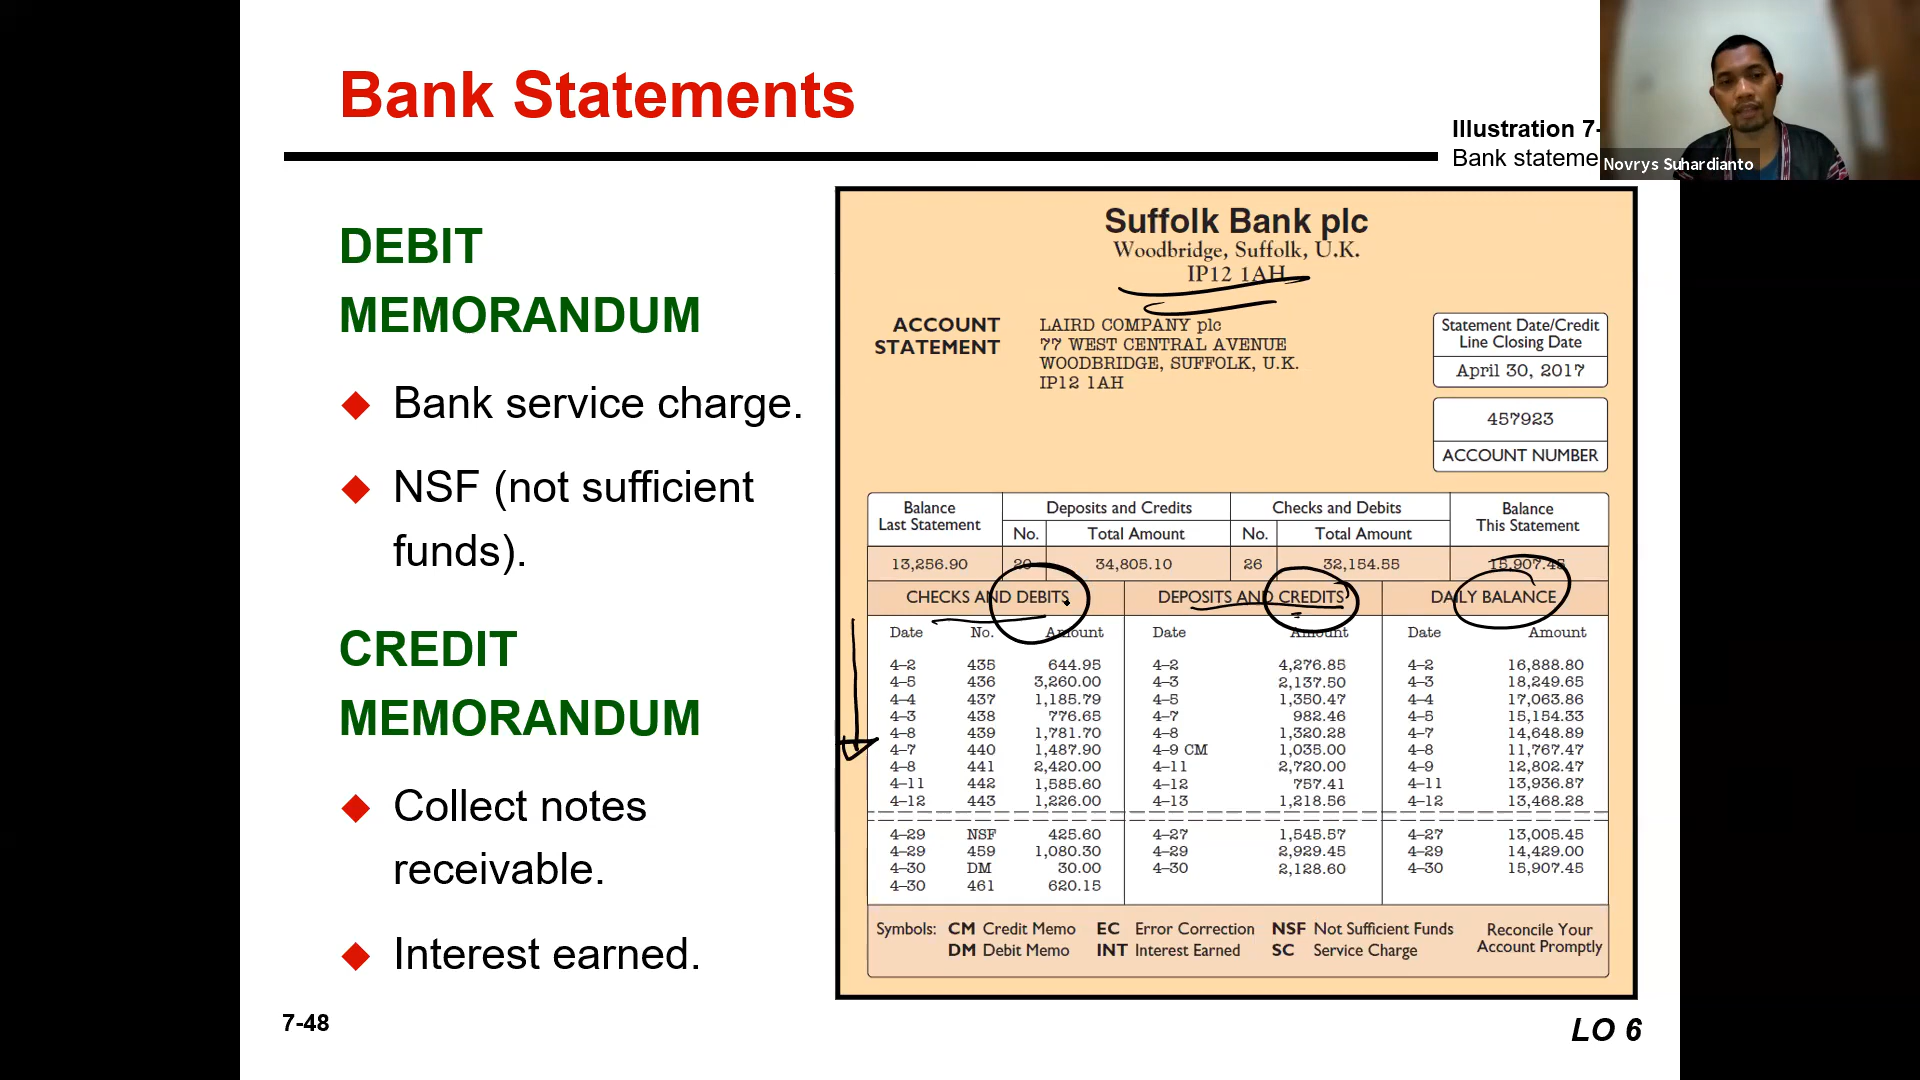 Bank Statements
Illustration 7-
Bank stateme
Novrys Suhardianto
DEBIT
MEMORANDUM
Bank service charge.
NSF (not sufficient
funds).
CREDIT
MEMORANDUM
Collect notes
receivable.
Interest earned.
7-48
LO 6
Suffolk Bank plc
Woodbridge, Suffolk, U.K.
IP12 1AH
ACCOUNT
STATEMENT
LAIRD COMPANY plc
77 WEST CENTRAL AVENUE
WOODBRIDGE, SUFFOLK, U.K.
IP12 1AH
Statement Date/Credit
Line Closing Date
April 30, 2017
457923
ACCOUNT NUMBER
Balance Last Statement Deposits and Credits Checks and Debits Balance This Statement
No. Total Amount No. Total Amount
13,256.90 20 34,805.10 26 32,154.55 15,907.45
CHECKS AND DEBITS DEPOSITS AND CREDITS DAILY BALANCE
Date No. Amount Date Amount Date Amount
4–2 435 644.95 4–2 4,276.85 4–2 16,888.80
4–5 436 3,260.00 4–3 2,137.50 4–3 18,249.65
4–4 437 1,185.79 4–5 1,350.47 4–4 17,063.86
4–3 438 776.65 4–7 982.46 4–5 15,154.33
4–8 439 1,781.70 4–8 1,320.28 4–7 14,648.89
4–7 440 1,487.90 4–9 CM 1,035.00 4–8 11,767.47
4–8 441 2,420.00 4–11 2,720.00 4–9 12,802.47
4–11 442 1,585.60 4–12 757.41 4–11 13,936.87
4–12 443 1,226.00 4–13 1,218.56 4–12 13,468.28
4–29 NSF 425.60 4–27 1,545.57 4–27 13,005.45
4–29 459 1,080.30 4–29 2,929.45 4–29 14,429.00
4–30 DM 30.00 4–30 2,128.60 4–30 15,907.45
4–30 461 620.15
Symbols: CM Credit Memo EC Error Correction NSF Not Sufficient Funds Reconcile Your
DM Debit Memo INT Interest Earned SC Service Charge Account Promptly